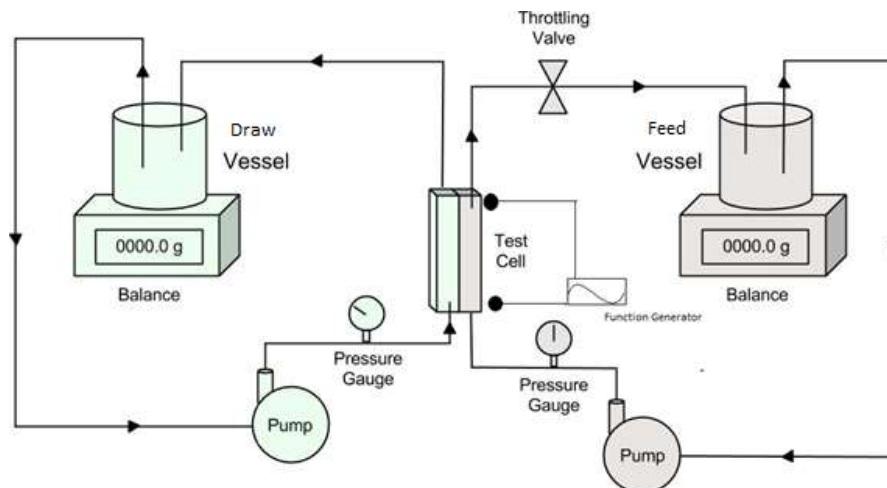 Throttling
Valve
Draw
Vessel
Feed
Vessel
0000.0 g
Balance
Test
Cell
Function Generator
0000.0 g
Balance
Pressure
Gauge
Pressure
Gauge
Pump
Pump